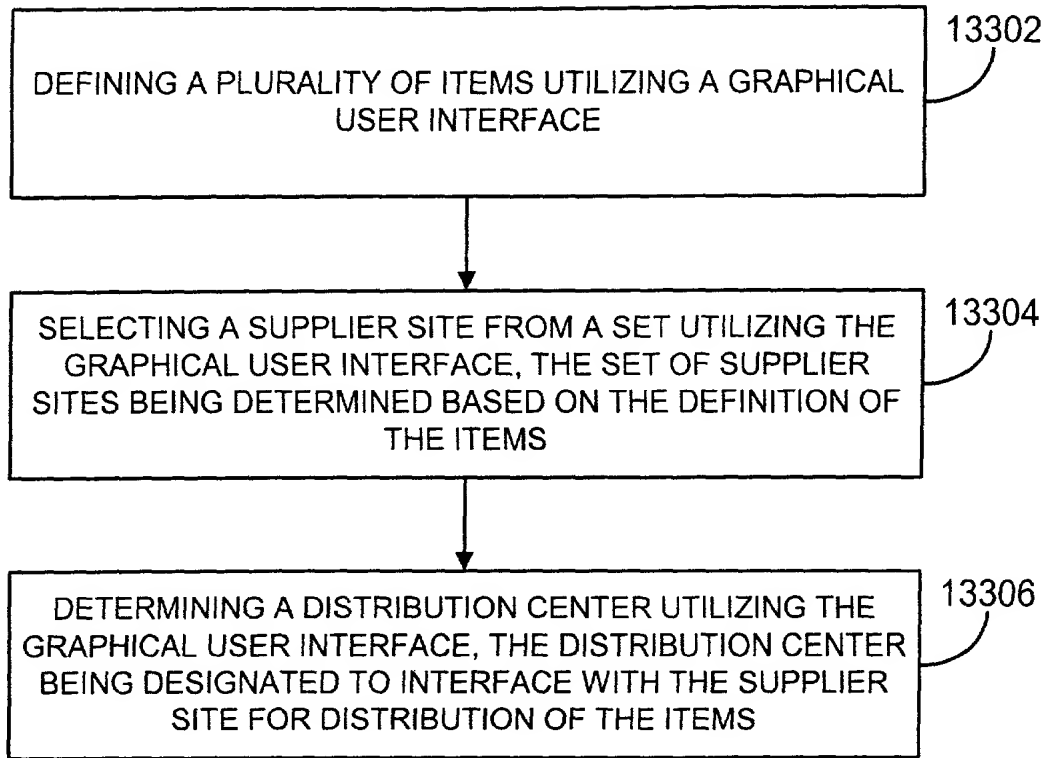 13302
DEFINING A PLURALITY OF ITEMS UTILIZING A GRAPHICAL
USER INTERFACE
13304
SELECTING A SUPPLIER SITE FROM A SET UTILIZING THE
GRAPHICAL USER INTERFACE, THE SET OF SUPPLIER
SITES BEING DETERMINED BASED ON THE DEFINITION OF
THE ITEMS
13306
DETERMINING A DISTRIBUTION CENTER UTILIZING THE
GRAPHICAL USER INTERFACE, THE DISTRIBUTION CENTER
BEING DESIGNATED TO INTERFACE WITH THE SUPPLIER
SITE FOR DISTRIBUTION OF THE ITEMS